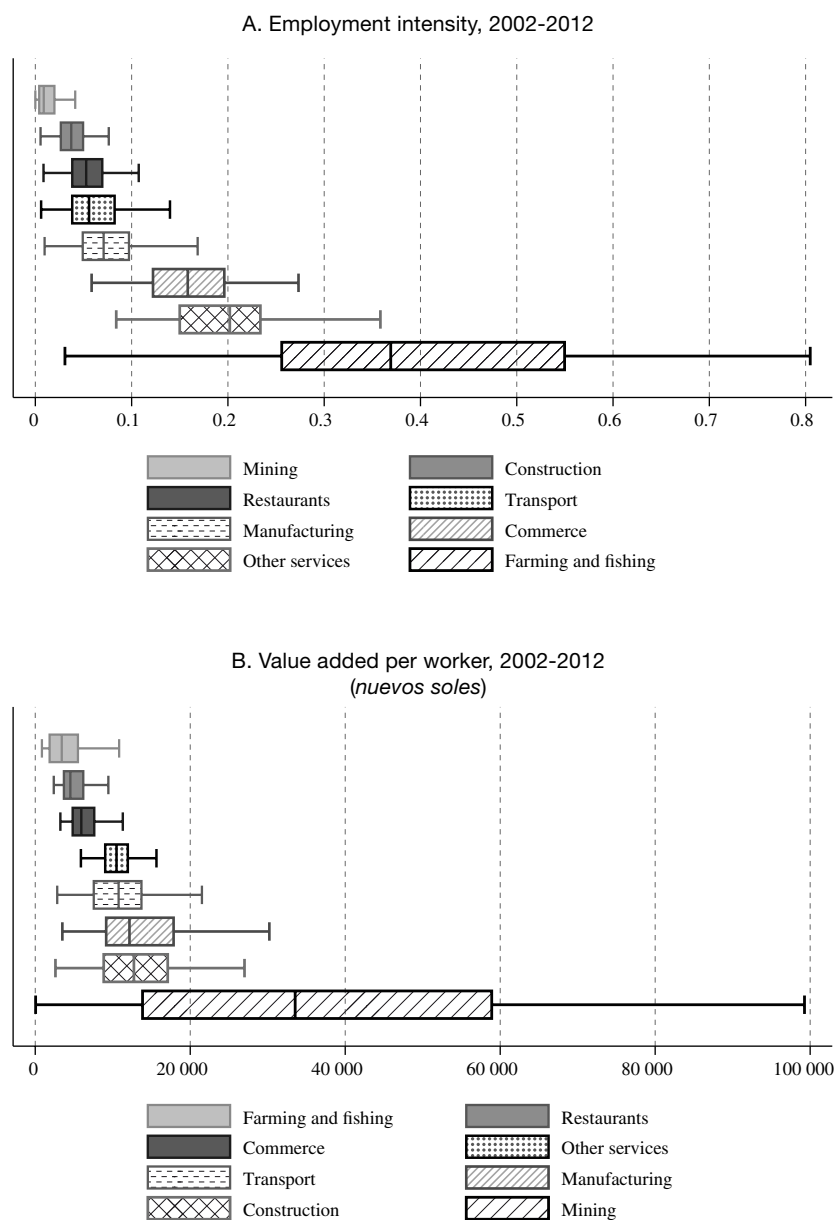 A. Employment intensity, 2002-2012
0 0.1 0.2 0.3 0.4 0.5 0.6 0.7 0.8
Mining Construction
Restaurants Transport
Manufacturing Commerce
Other services Farming and fishing
B. Value added per worker, 2002-2012
(nuevos soles)
0 20 000 40 000 60 000 80 000 100 000
Farming and fishing Restaurants
Commerce Other services
Transport Manufacturing
Construction Mining